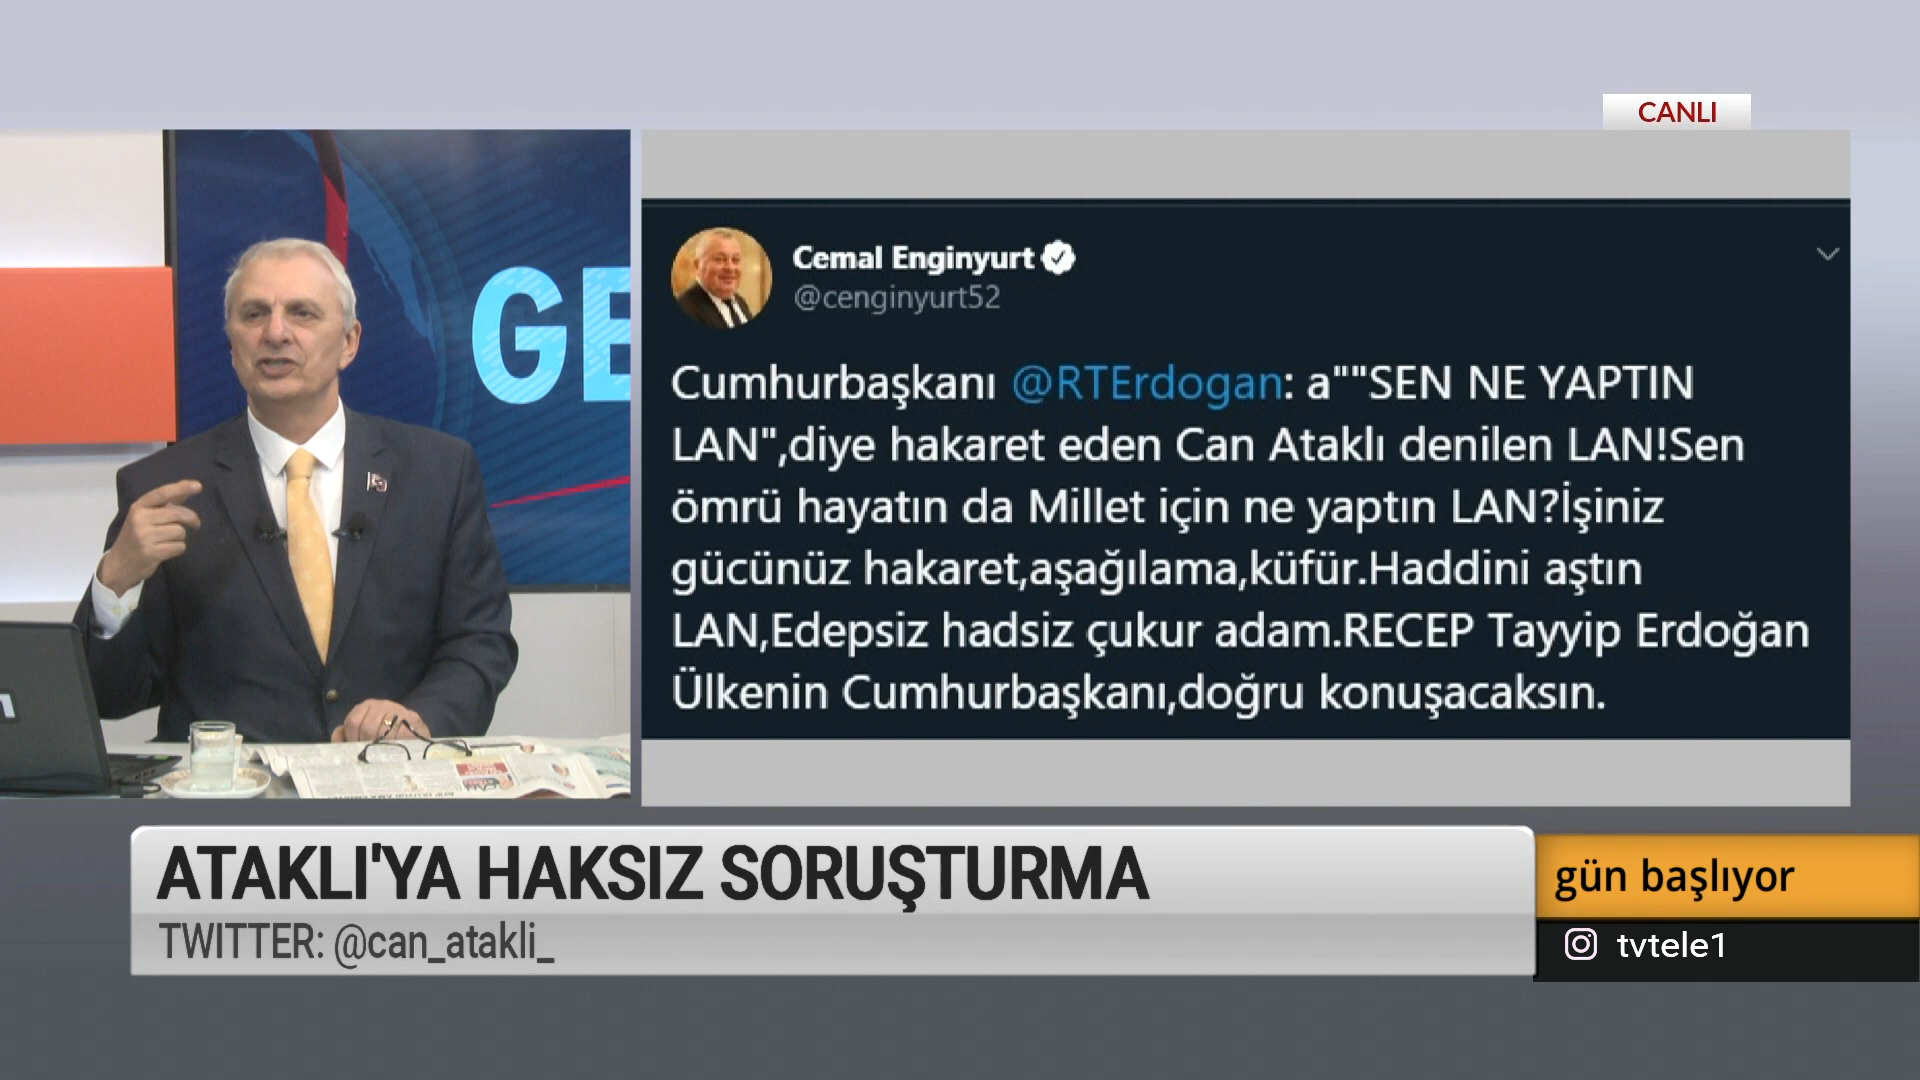 CANLI
GE
Cemal Enginyurt
@cenginyurt52
Cumhurbaşkanı @RTErdogan: a""SEN NE YAPTIN
LAN",diye hakaret eden Can Ataklı denilen LAN!Sen
ömrü hayatın da Millet için ne yaptın LAN?İşiniz
gücünüz hakaret,aşağılama,küfür.Haddini aştın
LAN,Edepsiz hadsiz çukur adam.RECEP Tayyip Erdoğan
Ülkenin Cumhurbaşkanı,doğru konuşacaksın.
ATAKLI'YA HAKSIZ SORUŞTURMA
TWITTER: @can_atakli_
gün başlıyor
tvtele1